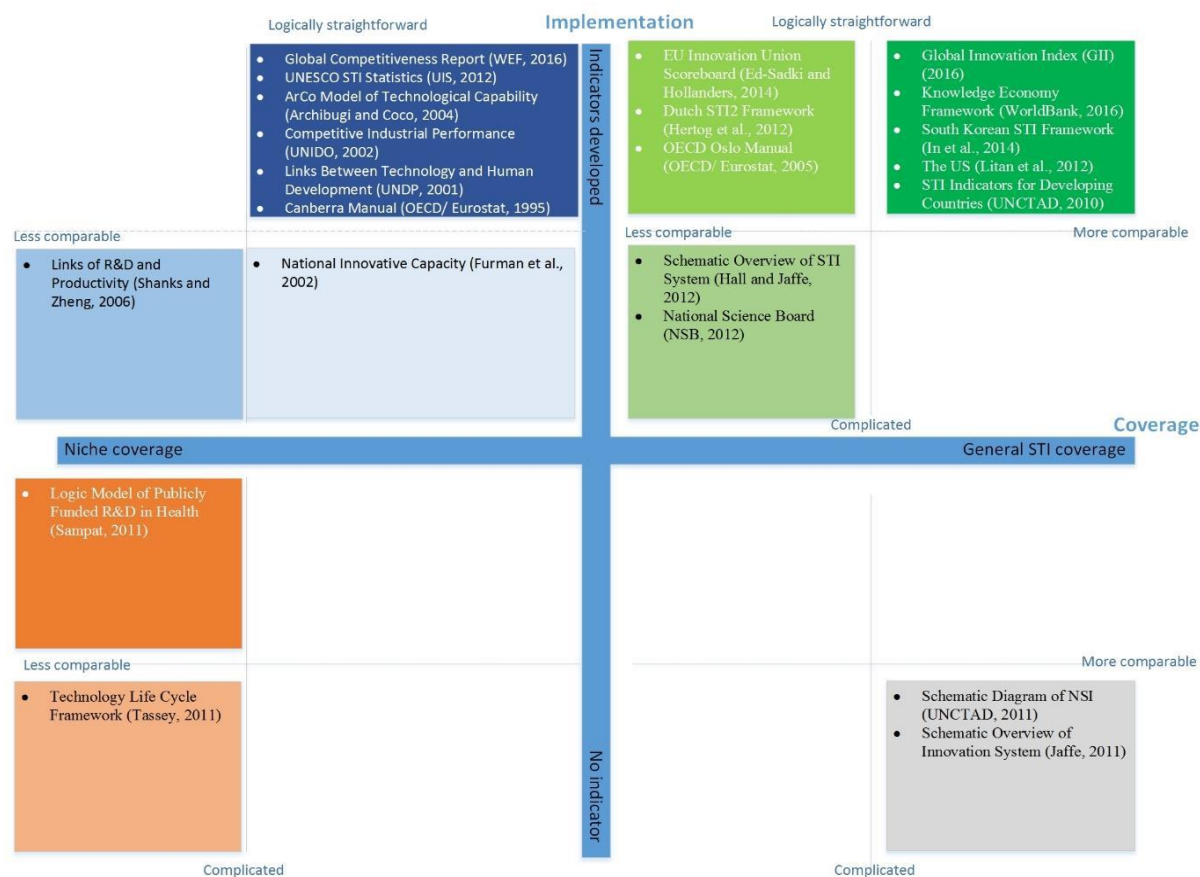 Implementation
Logically straightforward
Logically straightforward
Indicators developed
● Global Competitiveness Report (WEF, 2016)
● UNESCO STI Statistics (UIS, 2012)
● ArCo Model of Technological Capability
(Archibugi and Coco, 2004)
● Competitive Industrial Performance
(UNIDO, 2002)
● Links Between Technology and Human
Development (UNDP, 2001)
● Canberra Manual (OECD/ Eurostat, 1995)
● EU Innovation Union
Scoreboard (Ed-Sadki and
Hollanders, 2014)
● Dutch STI2 Framework
(Hertog et al., 2012)
● OECD Oslo Manual
(OECD/ Eurostat, 2005)
● Global Innovation Index (GII)
(2016)
● Knowledge Economy
Framework (WorldBank, 2016)
● South Korean STI Framework
(In et al., 2014)
● The US (Litan et al., 2012)
● STI Indicators for Developing
Countries (UNCTAD, 2010)
Less comparable
Less comparable
More comparable
● Links of R&D and
Productivity (Shanks and
Zheng, 2006)
● National Innovative Capacity (Furman et al.,
2002)
● Schematic Overview of STI
System (Hall and Jaffe,
2012)
● National Science Board
(NSB, 2012)
Complicated
Coverage
Niche coverage
General STI coverage
● Logic Model of Publicly
Funded R&D in Health
(Sampat, 2011)
Less comparable
More comparable
● Technology Life Cycle
Framework (Tassey, 2011)
No indicator
● Schematic Diagram of NSI
(UNCTAD, 2011)
● Schematic Overview of
Innovation System (Jaffe, 2011)
Complicated
Complicated